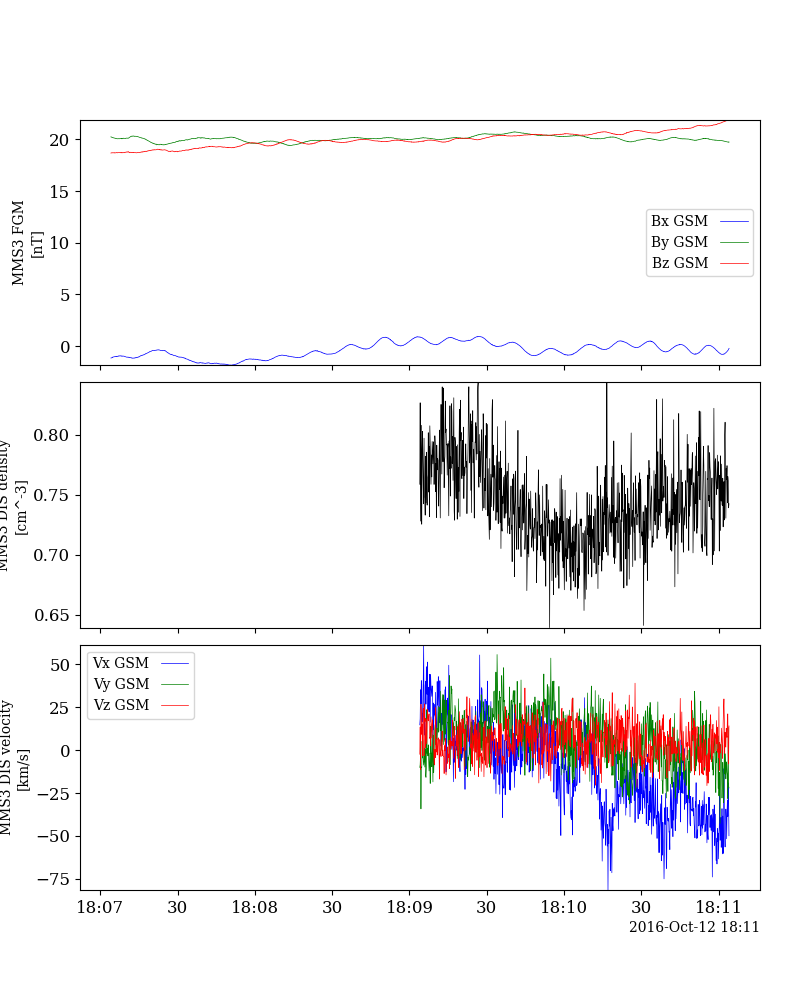 20
15
10
5
0
MMS3 FGM
[nT]
Bx GSM
By GSM
Bz GSM
0.80
0.75
0.70
0.65
MMS3 DIS density
[cm^-3]
50
25
0
−25
−50
−75
MMS3 DIS velocity
[km/s]
Vx GSM
Vy GSM
Vz GSM
18:07 30 18:08 30 18:09 30 18:10 30 18:11
2016-Oct-12 18:11